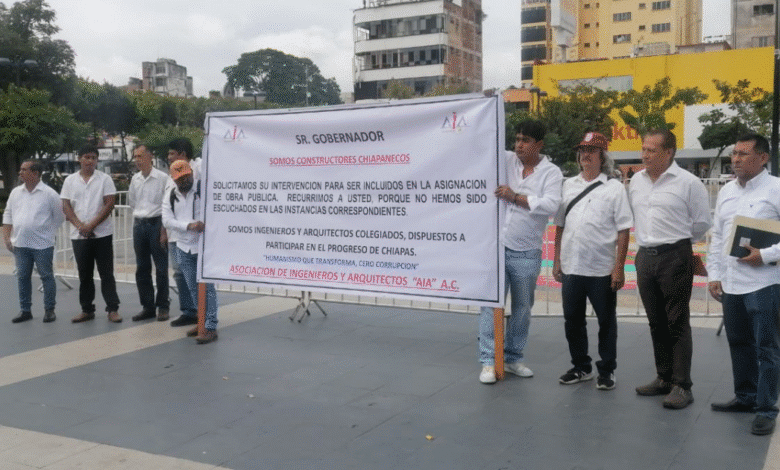 AIA AIA
SR. GOBERNADOR
SOMOS CONSTRUCTORES CHIAPANECOS
SOLICITAMOS SU INTERVENCION PARA SER INCLUIDOS EN LA ASIGNACION
DE OBRA PUBLICA. RECURRIMOS A USTED, PORQUE NO HEMOS SIDO
ESCUCHADOS EN LAS INSTANCIAS CORRESPONDIENTES.
SOMOS INGENIEROS Y ARQUITECTOS COLEGIADOS, DISPUESTOS A
PARTICIPAR EN EL PROGRESO DE CHIAPAS.
"HUMANISMO QUE TRANSFORMA, CERO CORRUPCION"
ASOCIACION DE INGENIEROS Y ARQUITECTOS "AIA" A.C.